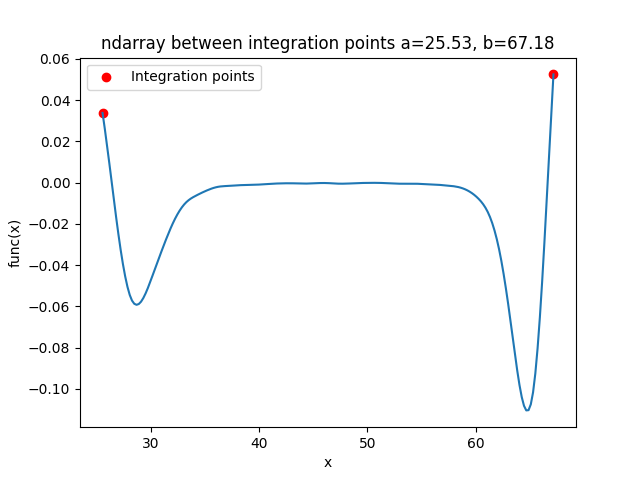 ndarray between integration points a=25.53, b=67.18
Integration points
0.06
0.04
0.02
0.00
−0.02
−0.04
−0.06
−0.08
−0.10
func(x)
30 40 50 60
x